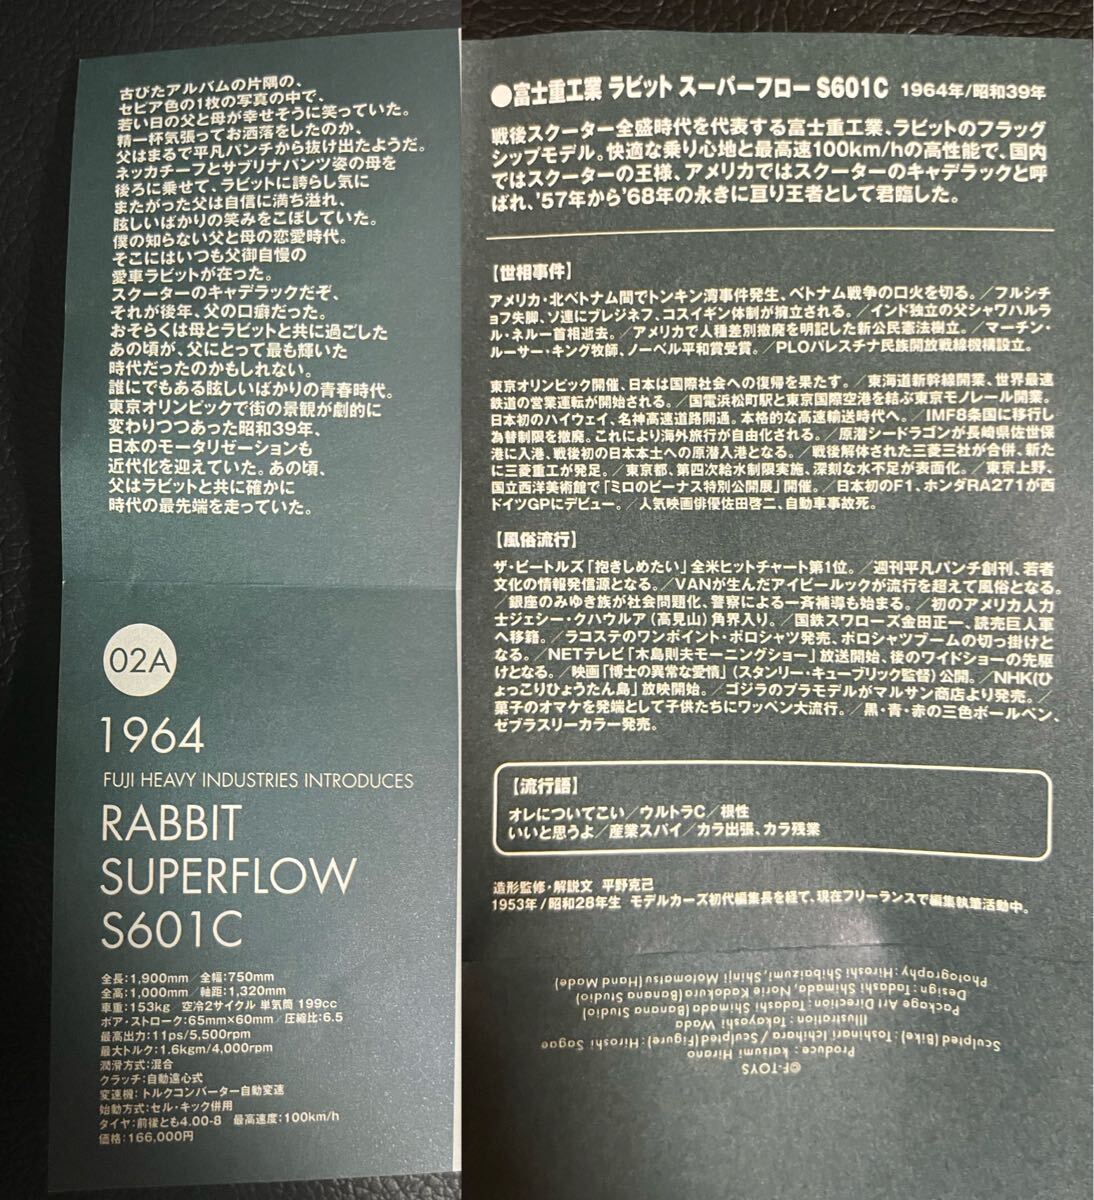 古びたアルバムの片隅の、
セピア色の1枚の写真の中で、
若い日の父と母が幸せそうに笑っていた。
精一杯気張ってお洒落をしたのか、
父はまるで平凡パンチから抜け出たようだ。
ネッカチーフとサブリナパンツ姿の母を
後ろに乗せて、ラビットに誇らし気に
またがった父は自信に満ち溢れ、
眩しいばかりの笑みをこぼしていた。
僕の知らない父と母の恋愛時代。
そこにはいつも父御自慢の
愛車ラビットが在った。
スクーターのキャデラックだぞ、
それが後年、父の口癖だった。
おそらくは母とラビットと共に過ごした
あの頃が、父にとって最も輝いた
時代だったのかもしれない。
誰にでもある眩しいばかりの青春時代。
東京オリンピックで街の景観が劇的に
変わりつつあった昭和39年、
日本のモータリゼーションも
近代化を迎えていた。あの頃、
父はラビットと共に確かに
時代の最先端を走っていた。
02A
1964
FUJI HEAVY INDUSTRIES INTRODUCES
RABBIT
SUPERFLOW
S601C
全長:1,900mm/全幅:750mm
全高:1,000mm/軸距:1,320mm
車重:153kg 空冷2サイクル 単気筒 199cc
ボア・ストローク:65mm×60mm/圧縮比:6.5
最高出力:11ps/5,500rpm
最大トルク:1.6kgm/4,000rpm
潤滑方式:混合
クラッチ:自動遠心式
変速機:トルクコンバーター自動変速
始動方式:セル・キック併用
タイヤ:前後とも4.00-8 最高速度:100km/h
価格:166,000円
●富士重工業 ラビット スーパーフロー S601C 1964年/昭和39年
戦後スクーター全盛時代を代表する富士重工業、ラビットのフラッグ
シップモデル。快適な乗り心地と最高速100km/hの高性能で、国内
ではスクーターの王様、アメリカではスクーターのキャデラックと呼
ばれ、'57年から'68年の永きに亘り王者として君臨した。
【世相事件】
アメリカ・北ベトナム間でトンキン湾事件発生、ベトナム戦争の口火を切る。/フルシチ
ョフ失脚、ソ連にブレジネフ、コスイギン体制が擁立される。/インド独立の父シャワハルラ
ル・ネルー首相逝去。/アメリカで人種差別撤廃を明記した新公民憲法樹立。/マーチン・
ルーサー・キング牧師、ノーベル平和賞受賞。/PLOパレスチナ民族開放戦線機構設立。
東京オリンピック開催、日本は国際社会への復帰を果たす。/東海道新幹線開業、世界最速
鉄道の営業運転が開始される。/国電浜松町駅と東京国際空港を結ぶ東京モノレール開業。
日本初のハイウェイ、名神高速道路開通。本格的な高速輸送時代へ。/IMF8条国に移行し
為替制限を撤廃。これにより海外旅行が自由化される。/原潜シードラゴンが長崎県佐世保
港に入港、戦後初の日本本土への原潜入港となる。/戦後解体された三菱三社が合併、新た
に三菱重工が発足。/東京都、第四次給水制限実施、深刻な水不足が表面化。/東京上野、
国立西洋美術館で「ミロのビーナス特別公開展」開催。/日本初のF1、ホンダRA271が西
ドイツGPにデビュー。/人気映画俳優佐田啓二、自動車事故死。
【風俗流行】
ザ・ビートルズ「抱きしめたい」全米ヒットチャート第1位。/週刊平凡パンチ創刊、若者
文化の情報発信源となる。/VANが生んだアイビールックが流行を超えて風俗となる。
/銀座のみゆき族が社会問題化、警察による一斉補導も始まる。/初のアメリカ人力
士ジェシー・クハウルア(高見山)角界入り。/国鉄スワローズ金田正一、読売巨人軍
へ移籍。/ラコステのワンポイント・ポロシャツ発売、ポロシャツブームの切っ掛けと
なる。/NETテレビ「木島則夫モーニングショー」放送開始、後のワイドショーの先駆
けとなる。/映画「博士の異常な愛情」(スタンリー・キューブリック監督)公開。/NHK「ひ
ょっこりひょうたん島」放映開始。/ゴジラのプラモデルがマルサン商店より発売。/
菓子のオマケを発端として子供たちにワッペン大流行。/黒・青・赤の三色ボールペン、
ゼブラスリーカラー発売。
【流行語】
オレについてこい/ウルトラC/根性
いいと思うよ/産業スパイ/カラ出張、カラ残業
造形監修・解説文 平野克己
1953年/昭和28年生 モデルカーズ初代編集長を経て、現在フリーランスで編集執筆活動中。
©F-TOYS
Produce : katsumi Hirano
Sculpted(Bike) : Toshinari Ichihara / Sculpted(Figure) : Hiroshi Sagae
Illustration : Takayashi Wada
Package Art Direction : Tadashi Shimada(Banana Studio)
Design : Tadashi Shimada, Norie Kadokura(Banana Studio)
Photography : Hiroshi Shibaizumi, Shinji Motomatsu(Hand Made)